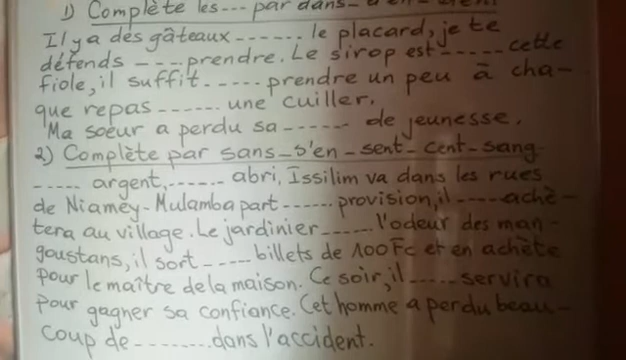 1) Complète les --- par dans - d'en - dent
Il y a des gâteaux ------- le placard, je te
défends ---- prendre. Le sirop est ----- cette
fiole, il suffit ----- prendre un peu à cha-
que repas ------ une cuiller.
Ma soeur a perdu sa ------ de jeunesse.
2) Complète par sans - s'en - sent - cent - sang
----- argent, ------ abri, Issilim va dans les rues
de Niamey - Mulamba part ------ provision, il ---- achè-
tera au village. Le jardinier ----- l'odeur des man-
goustans, il sort ----- billets de 100 Fc et en achète
pour le maître de la maison. Ce soir, il ----- servira
pour gagner sa confiance. Cet homme a perdu beau-
coup de -------- dans l'accident.